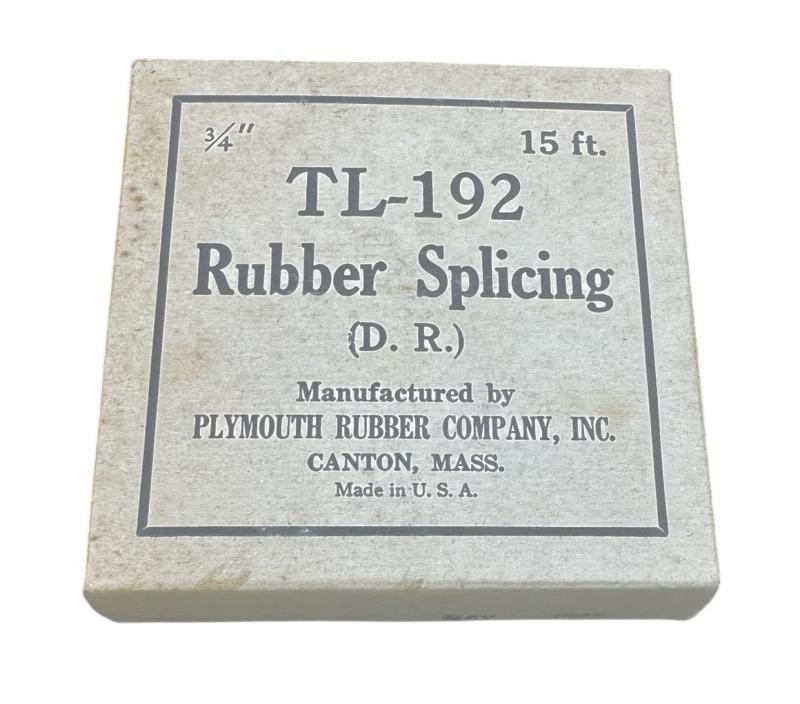 3/4" 15 ft.
TL-192
Rubber Splicing
(D. R.)
Manufactured by
PLYMOUTH RUBBER COMPANY, INC.
CANTON, MASS.
Made in U. S. A.